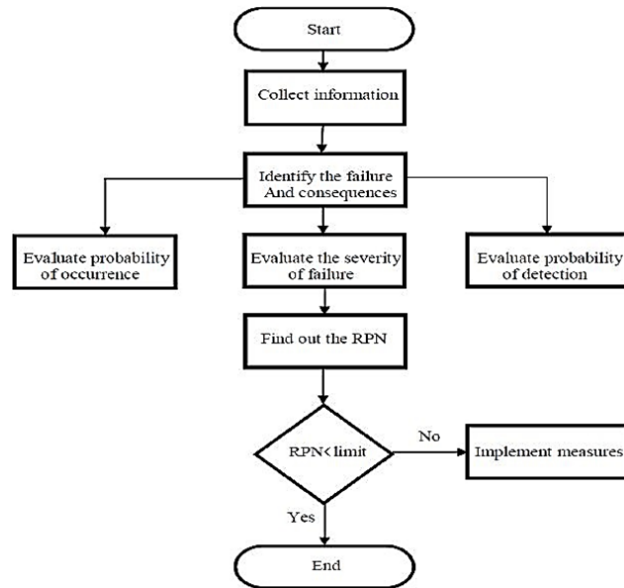 Start
Collect information
Identify the failure
And consequences
Evaluate probability
of occurrence
Evaluate the severity
of failure
Evaluate probability
of detection
Find out the RPN
RPN<limit
No
Implement measures
Yes
End